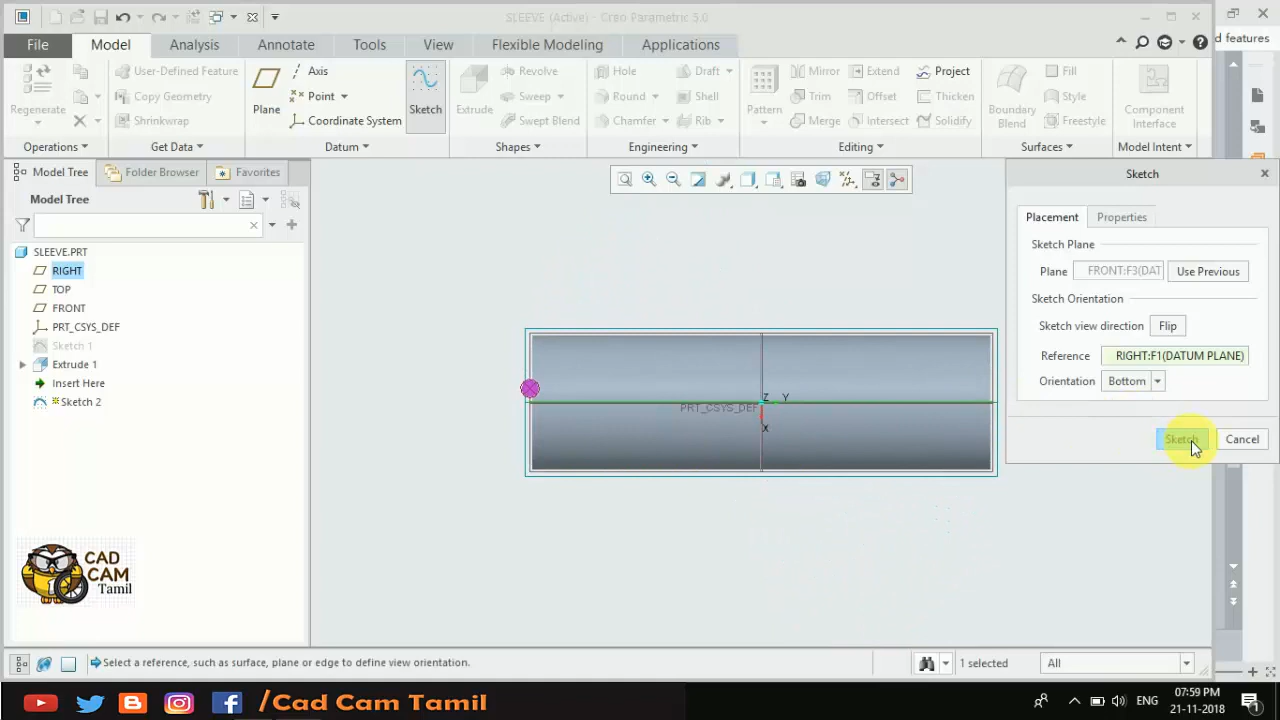 SLEEVE (Active) - Creo Parametric 5.0
File
Model
Analysis
Annotate
Tools
View
Flexible Modeling
Applications
d features
Regenerate
User-Defined Feature
Copy Geometry
Shrinkwrap
Plane
Axis
Point
Coordinate System
Sketch
Extrude
Revolve
Sweep
Swept Blend
Hole
Round
Chamfer
Draft
Shell
Rib
Pattern
Mirror
Trim
Merge
Extend
Offset
Intersect
Project
Thicken
Solidify
Boundary Blend
Fill
Style
Freestyle
Component Interface
Operations
Get Data
Datum
Shapes
Engineering
Editing
Surfaces
Model Intent
Model Tree
Folder Browser
Favorites
Model Tree
SLEEVE.PRT
RIGHT
TOP
FRONT
PRT_CSYS_DEF
Sketch 1
Extrude 1
Insert Here
Sketch 2
PRT_CSYS_DEF
Z
Y
X
Sketch
Placement
Properties
Sketch Plane
Plane
FRONT:F3(DAT
Use Previous
Sketch Orientation
Sketch view direction
Flip
Reference
RIGHT:F1(DATUM PLANE)
Orientation
Bottom
Sketch
Cancel
CAD
CAM
Tamil
Select a reference, such as surface, plane or edge to define view orientation.
1 selected
All
/Cad Cam Tamil
ENG
07:59 PM
21-11-2018
1